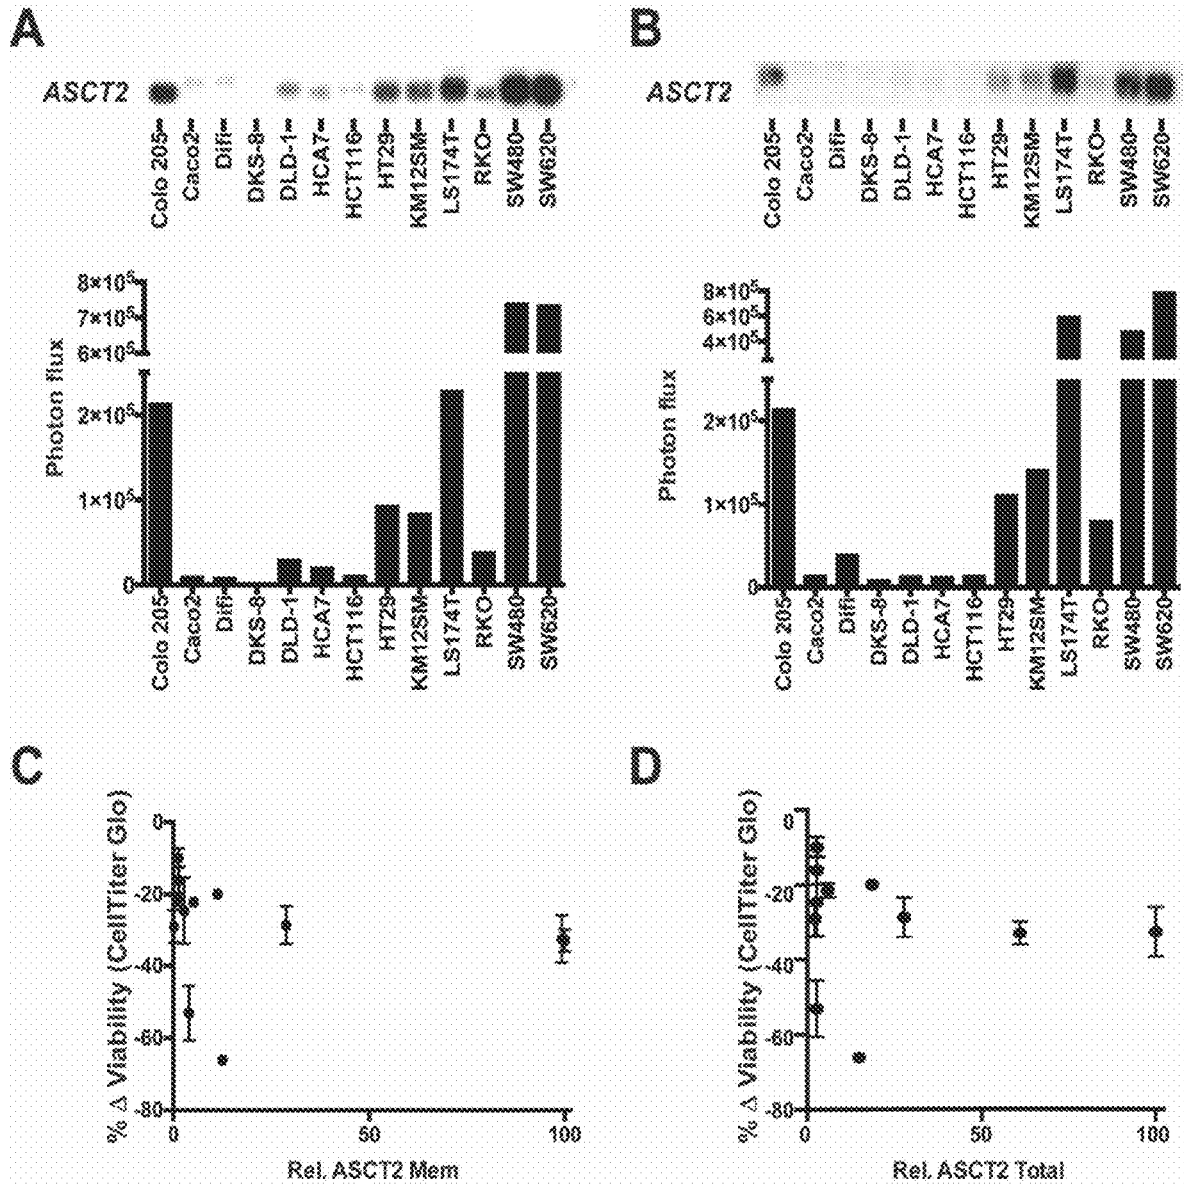 A
ASCT2
Colo 205
Caco2
Difi
DKS-8
DLD-1
HCA7
HCT116
HT29
KM12SM
LS174T
RKO
SW480
SW620
Photon flux
8×10⁵
7×10⁵
6×10⁵
2×10⁵
1×10⁵
0
Colo 205
Caco2
Difi
DKS-8
DLD-1
HCA7
HCT116
HT29
KM12SM
LS174T
RKO
SW480
SW620
B
ASCT2
Colo 205
Caco2
Difi
DKS-8
DLD-1
HCA7
HCT116
HT29
KM12SM
LS174T
RKO
SW480
SW620
Photon flux
8×10⁵
6×10⁵
4×10⁵
2×10⁵
1×10⁵
0
Colo 205
Caco2
Difi
DKS-8
DLD-1
HCA7
HCT116
HT29
KM12SM
LS174T
RKO
SW480
SW620
C
% Δ Viability (CellTiter Glo)
0
-20
-40
-60
-80
0
50
100
Rel. ASCT2 Mem
D
% Δ Viability (CellTiter Glo)
0
-20
-40
-60
-80
0
50
100
Rel. ASCT2 Total